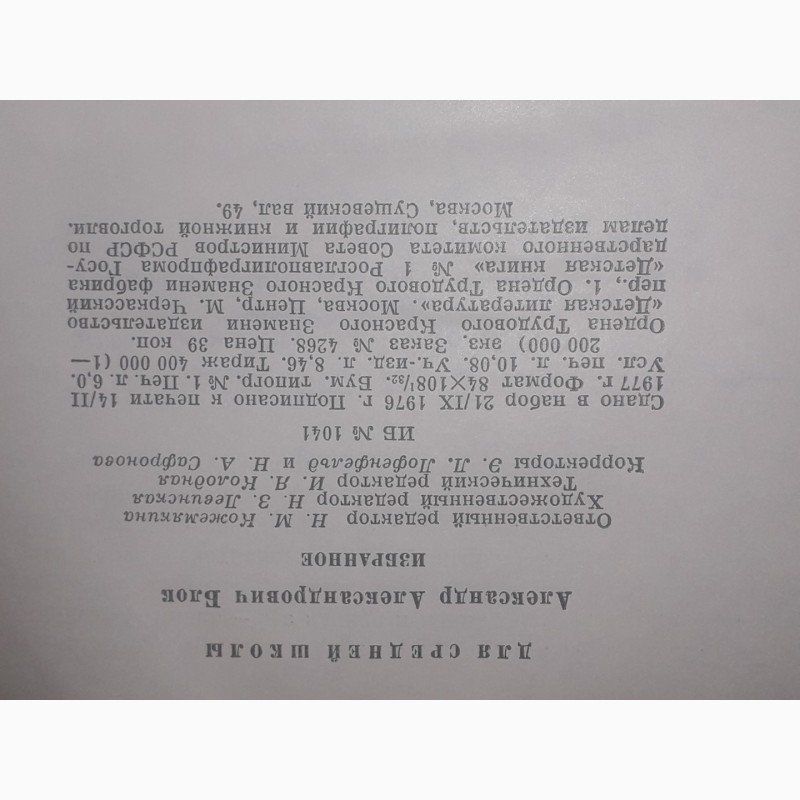 ДЛЯ СРЕДНЕЙ ШКОЛЫ
Александр Александрович Блок
ИЗБРАННОЕ
Ответственный редактор Н. М. Кожемякина
Художественный редактор Н. З. Левинская
Технический редактор И. Я. Колодная
Корректоры Э. Л. Лофенфельд и Н. А. Сафронова
ИБ № 1041
Сдано в набор 21/IX 1976 г. Подписано к печати 14/II
1977 г. Формат 84×108¹/₃₂. Бум. типогр. № 1. Печ. л. 6,0.
Усл. печ. л. 10,08. Уч.-изд. л. 8,46. Тираж 400 000 (1—
200 000) экз. Заказ № 4268. Цена 39 коп.
Ордена Трудового Красного Знамени издательство
«Детская литература». Москва, Центр, М. Черкасский
пер., 1. Ордена Трудового Красного Знамени фабрика
«Детская книга» № 1 Росглавполиграфпрома Госу-
дарственного комитета Совета Министров РСФСР по
делам издательств, полиграфии и книжной торговли.
Москва, Сущевский вал, 49.